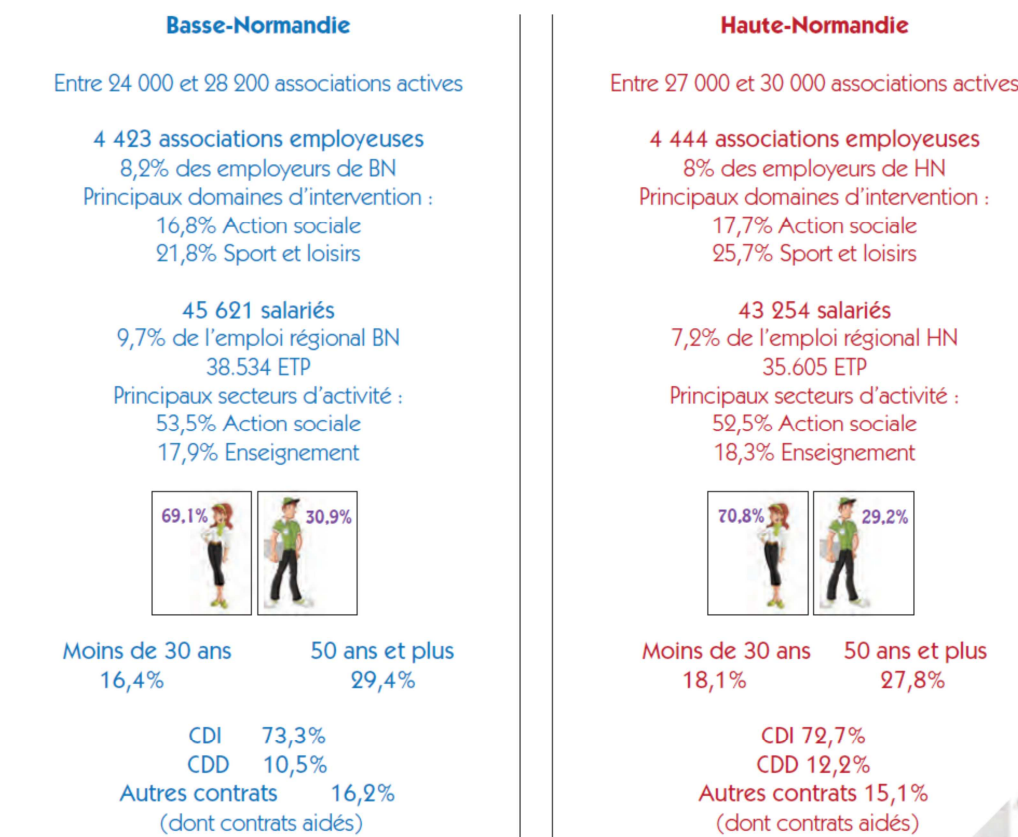 Basse-Normandie
Entre 24 000 et 28 200 associations actives
4 423 associations employeuses
8,2% des employeurs de BN
Principaux domaines d'intervention :
16,8% Action sociale
21,8% Sport et loisirs
45 621 salariés
9,7% de l'emploi régional BN
38.534 ETP
Principaux secteurs d'activité :
53,5% Action sociale
17,9% Enseignement
69,1% 30,9%
Moins de 30 ans 50 ans et plus
16,4% 29,4%
CDI 73,3%
CDD 10,5%
Autres contrats 16,2%
(dont contrats aidés)
Haute-Normandie
Entre 27 000 et 30 000 associations actives
4 444 associations employeuses
8% des employeurs de HN
Principaux domaines d'intervention :
17,7% Action sociale
25,7% Sport et loisirs
43 254 salariés
7,2% de l'emploi régional HN
35.605 ETP
Principaux secteurs d'activité :
52,5% Action sociale
18,3% Enseignement
70,8% 29,2%
Moins de 30 ans 50 ans et plus
18,1% 27,8%
CDI 72,7%
CDD 12,2%
Autres contrats 15,1%
(dont contrats aidés)